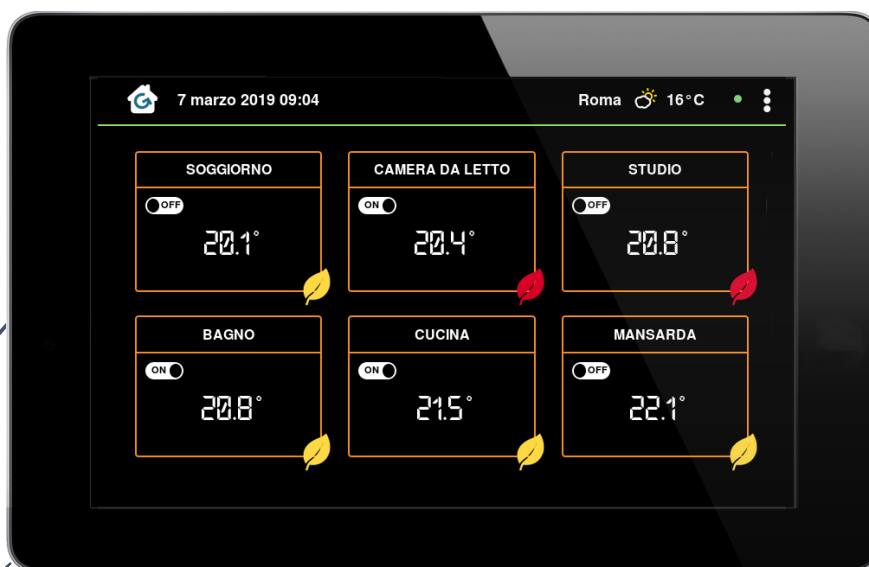 7 marzo 2019 09:04 Roma 16°C
SOGGIORNO CAMERA DA LETTO STUDIO
OFF ON OFF
20.1° 20.4° 20.8°
BAGNO CUCINA MANSARDA
ON ON OFF
20.8° 21.5° 22.1°